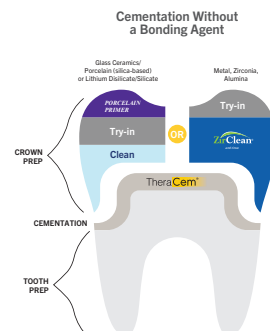 Cementation Without
a Bonding Agent
Glass Ceramics/
Porcelain (silica-based)
or Lithium Disilicate/Silicate
Metal, Zirconia,
Alumina
PORCELAIN
PRIMER
Try-in
Clean
OR
Try-in
ZirClean
CROWN
PREP
TheraCem
CEMENTATION
TOOTH
PREP